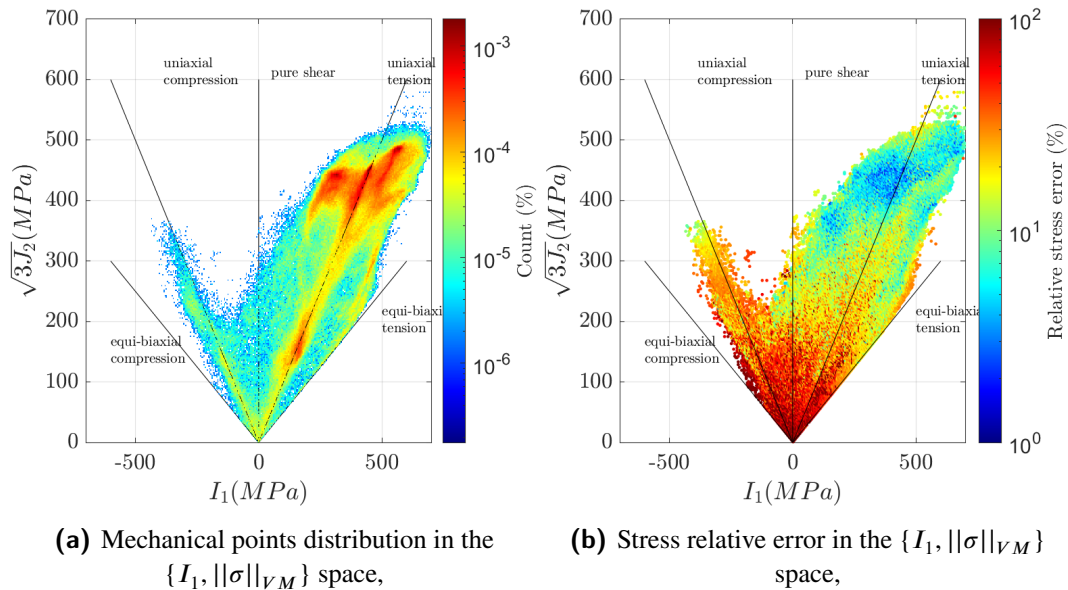 700
600
500
400
300
200
100
0
-500
0
500
√3J₂(MPa)
I₁(MPa)
uniaxial
compression
pure shear
uniaxial
tension
equi-biaxial
compression
equi-biaxial
tension
10⁻³
10⁻⁴
10⁻⁵
10⁻⁶
Count (%)
(a) Mechanical points distribution in the
{I₁, ||σ||_VM} space,
700
600
500
400
300
200
100
0
-500
0
500
√3J₂(MPa)
I₁(MPa)
uniaxial
compression
pure shear
uniaxial
tension
equi-biaxial
compression
equi-biaxial
tension
10²
10¹
10⁰
Relative stress error (%)
(b) Stress relative error in the {I₁, ||σ||_VM}
space,